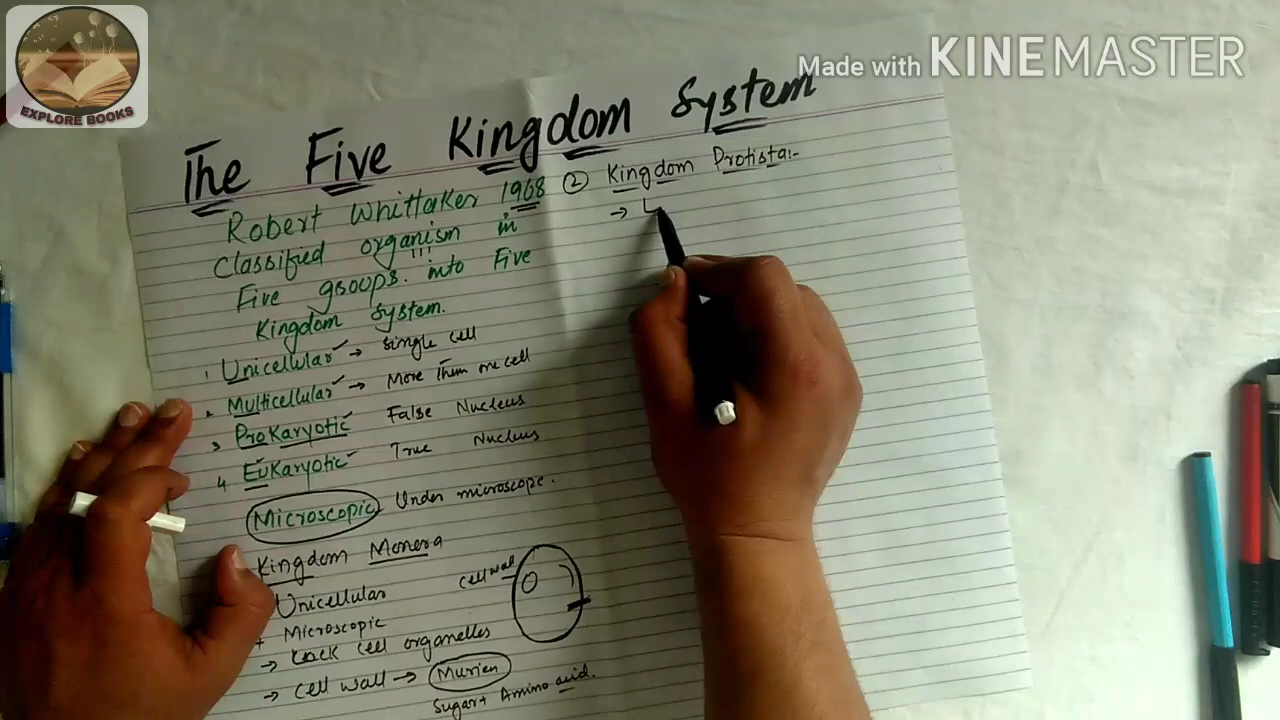 EXPLORE BOOKS
Made with KINEMASTER
The Five Kingdom System
Robert Whittaker 1968
Classified organism in
Five groups. into Five
Kingdom System.
1 Unicellular → Single cell
2 Multicellular → More Them one cell
3 Prokaryotic False Nucleus
4 Eukaryotic True Nucleus
Microscopic Under microscope.
Kingdom Monera
Unicellular
+ Microscopic
→ Lack cell organelles
→ Cell wall → Murien
Sugar+ Amino acid.
Cell wall
② Kingdom Protista:-
→ L